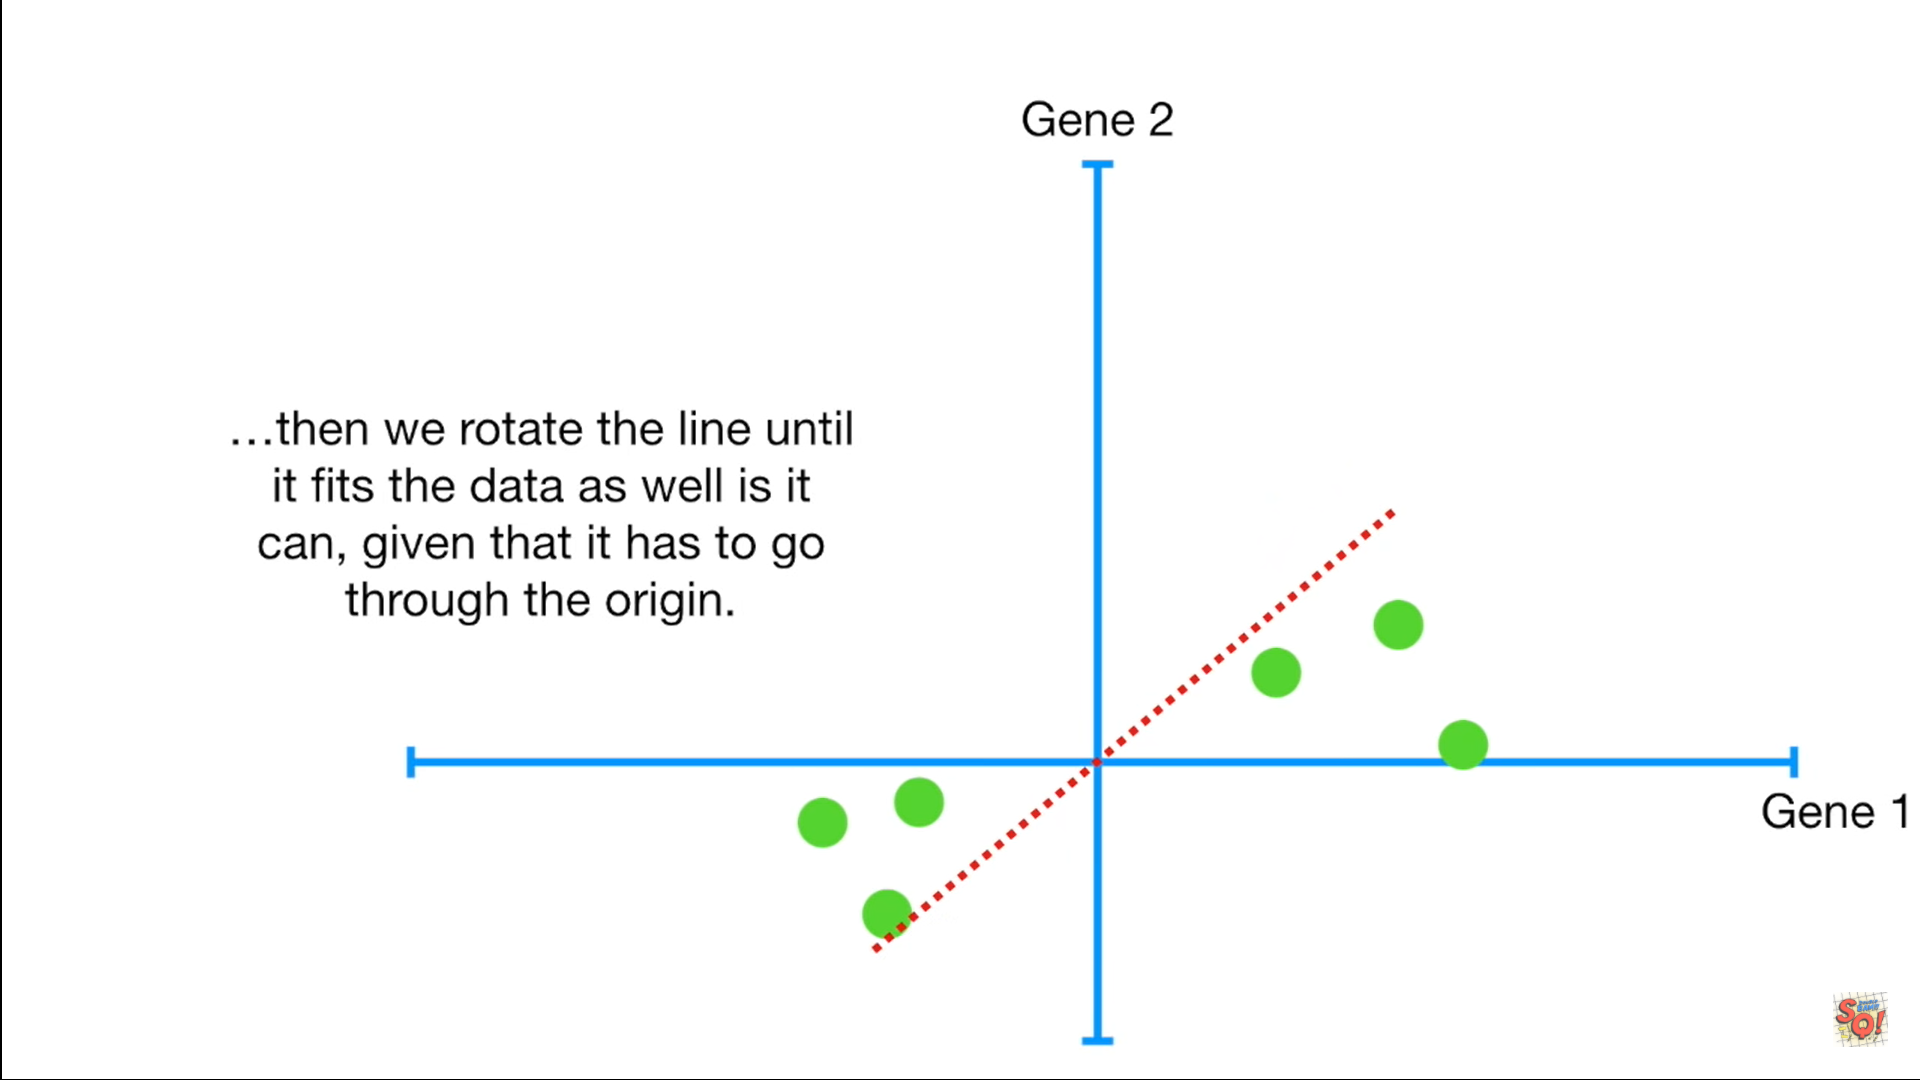 Gene 2
…then we rotate the line until
it fits the data as well is it
can, given that it has to go
through the origin.
Gene 1
SQ!